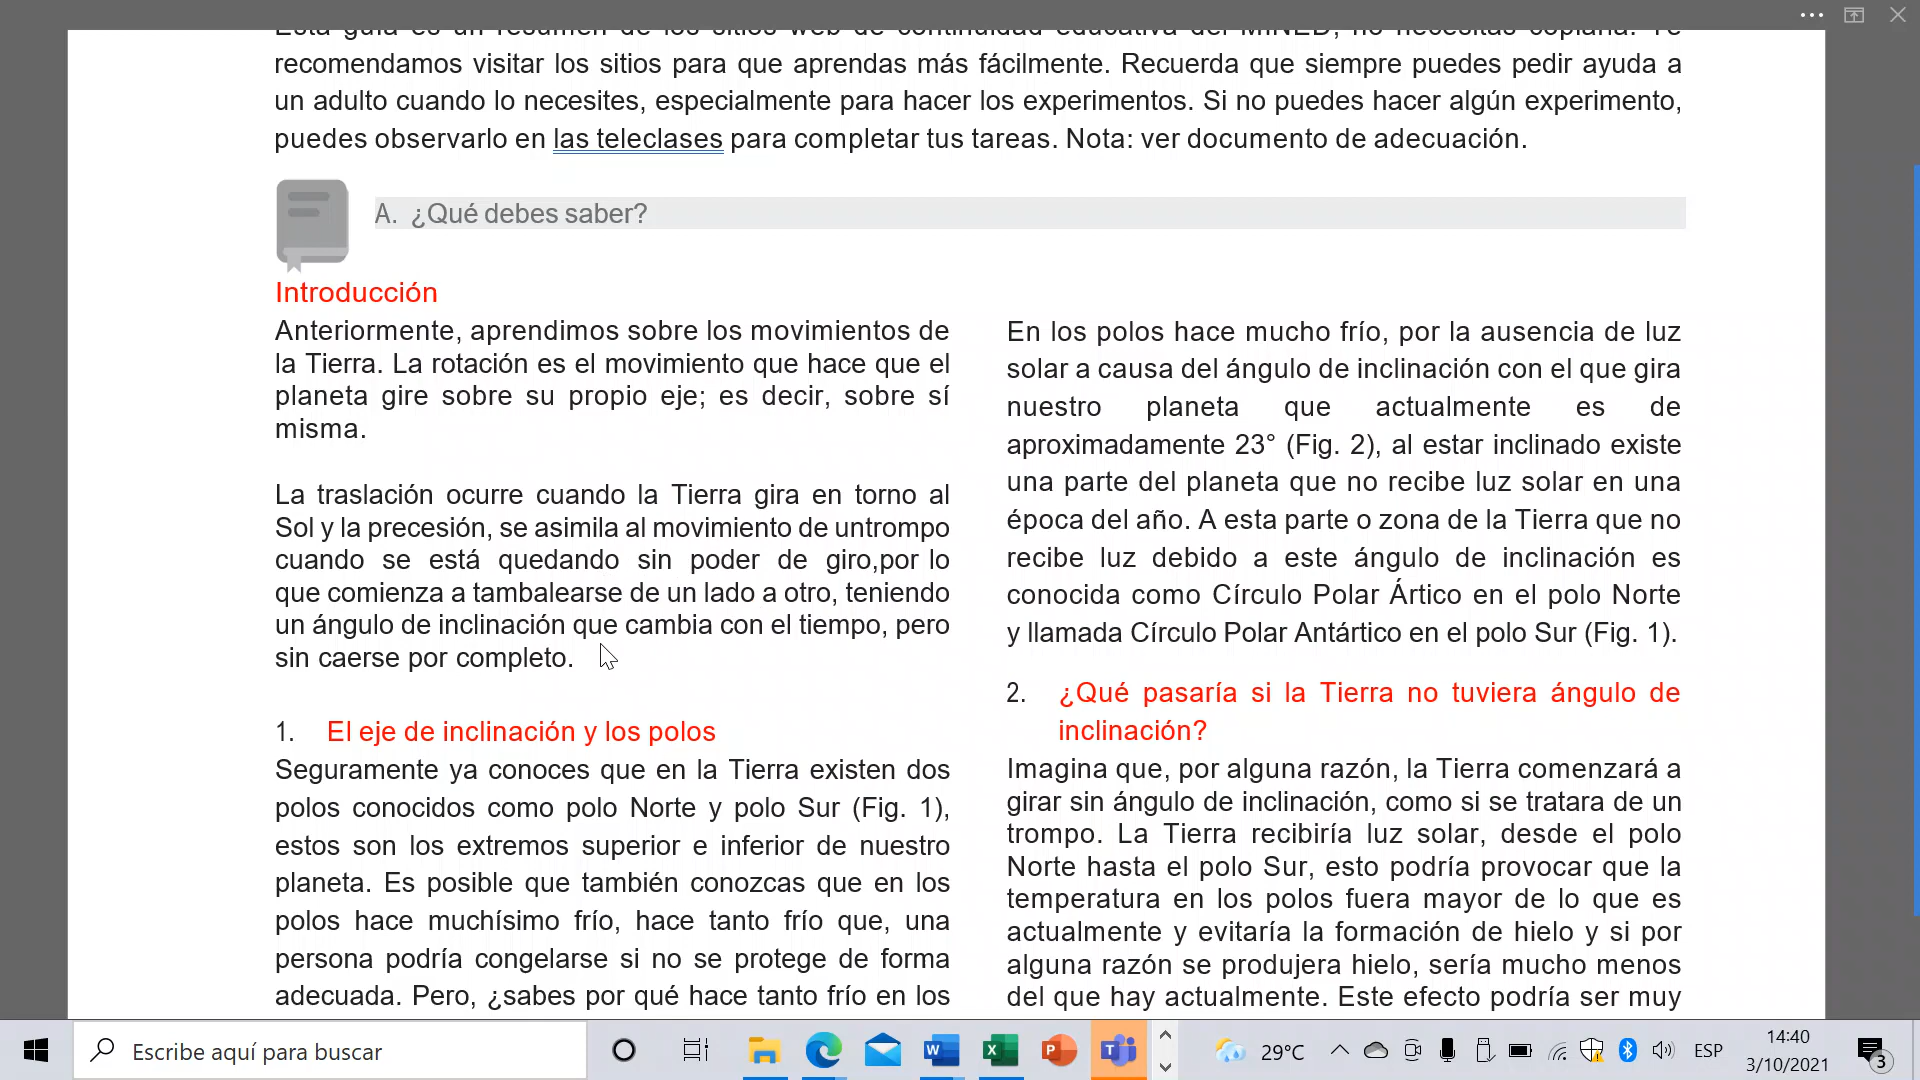 Esta guía es un resumen de los sitios web de continuidad educativa del MINED, no necesitas copiarla. Te
recomendamos visitar los sitios para que aprendas más fácilmente. Recuerda que siempre puedes pedir ayuda a
un adulto cuando lo necesites, especialmente para hacer los experimentos. Si no puedes hacer algún experimento,
puedes observarlo en las teleclases para completar tus tareas. Nota: ver documento de adecuación.
A. ¿Qué debes saber?
Introducción
Anteriormente, aprendimos sobre los movimientos de
la Tierra. La rotación es el movimiento que hace que el
planeta gire sobre su propio eje; es decir, sobre sí
misma.
La traslación ocurre cuando la Tierra gira en torno al
Sol y la precesión, se asimila al movimiento de untrompo
cuando se está quedando sin poder de giro,por lo
que comienza a tambalearse de un lado a otro, teniendo
un ángulo de inclinación que cambia con el tiempo, pero
sin caerse por completo.
1. El eje de inclinación y los polos
Seguramente ya conoces que en la Tierra existen dos
polos conocidos como polo Norte y polo Sur (Fig. 1),
estos son los extremos superior e inferior de nuestro
planeta. Es posible que también conozcas que en los
polos hace muchísimo frío, hace tanto frío que, una
persona podría congelarse si no se protege de forma
adecuada. Pero, ¿sabes por qué hace tanto frío en los
En los polos hace mucho frío, por la ausencia de luz
solar a causa del ángulo de inclinación con el que gira
nuestro planeta que actualmente es de
aproximadamente 23° (Fig. 2), al estar inclinado existe
una parte del planeta que no recibe luz solar en una
época del año. A esta parte o zona de la Tierra que no
recibe luz debido a este ángulo de inclinación es
conocida como Círculo Polar Ártico en el polo Norte
y llamada Círculo Polar Antártico en el polo Sur (Fig. 1).
2. ¿Qué pasaría si la Tierra no tuviera ángulo de
inclinación?
Imagina que, por alguna razón, la Tierra comenzará a
girar sin ángulo de inclinación, como si se tratara de un
trompo. La Tierra recibiría luz solar, desde el polo
Norte hasta el polo Sur, esto podría provocar que la
temperatura en los polos fuera mayor de lo que es
actualmente y evitaría la formación de hielo y si por
alguna razón se produjera hielo, sería mucho menos
del que hay actualmente. Este efecto podría ser muy
Escribe aquí para buscar
W
X
P
T
29°C
ESP
14:40
3/10/2021
3